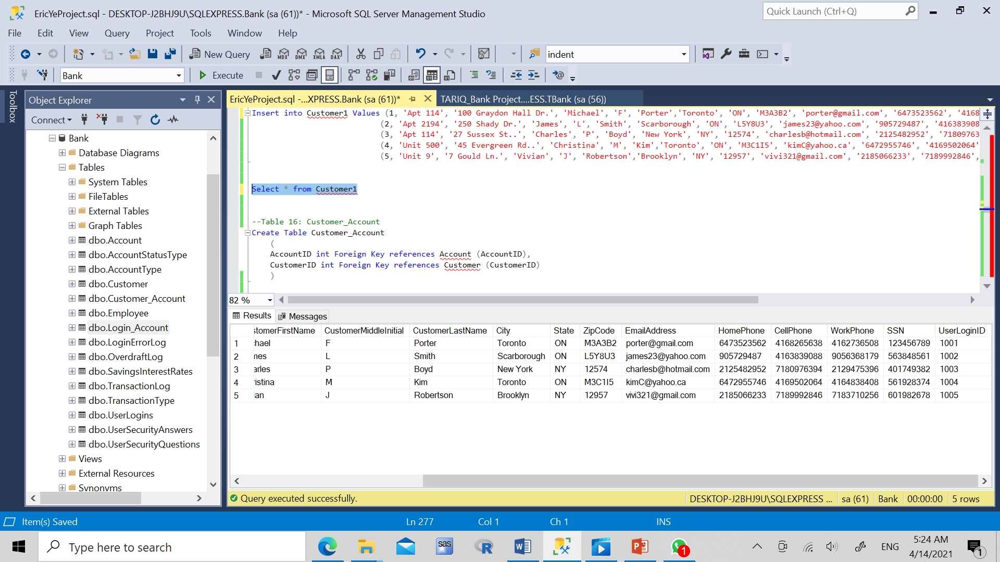 EricYeProject.sql - DESKTOP-J2BHJ9U\SQLEXPRESS.Bank (sa (61))* - Microsoft SQL Server Management Studio
Quick Launch (Ctrl+Q)
File Edit View Query Project Tools Window Help
New Query MDX DMX XMLA DAX indent
Bank Execute
Toolbox
Object Explorer
Connect
Bank
Database Diagrams
Tables
System Tables
FileTables
External Tables
Graph Tables
dbo.Account
dbo.AccountStatusType
dbo.AccountType
dbo.Customer
dbo.Customer_Account
dbo.Employee
dbo.Login_Account
dbo.LoginErrorLog
dbo.OverdraftLog
dbo.SavingsInterestRates
dbo.TransactionLog
dbo.TransactionType
dbo.UserLogins
dbo.UserSecurityAnswers
dbo.UserSecurityQuestions
Views
External Resources
Synonyms
EricYeProject.sql -...XPRESS.Bank (sa (61))* TARIQ_Bank Project....ESS.TBank (sa (56))
Insert into Customer1 Values (1, 'Apt 114', '100 Graydon Hall Dr.', 'Michael', 'F', 'Porter','Toronto', 'ON', 'M3A3B2', 'porter@gmail.com', '6473523562', '4168
(2, 'Apt 2194', '250 Shady Dr.', 'James', 'L', 'Smith', 'Scarborough', 'ON', 'L5Y8U3', 'james23@yahoo.com', '905729487', '416383908
(3, 'Apt 114', '27 Sussex St..', 'Charles', 'P', 'Boyd', 'New York', 'NY', '12574', 'charlesb@hotmail.com', '2125482952', '71809763
(4, 'Unit 500', '45 Evergreen Rd..', 'Christina', 'M', 'Kim','Toronto', 'ON', 'M3C1I5', 'kimC@yahoo.ca', '6472955746', '4169502064'
(5, 'Unit 9', '7 Gould Ln.', 'Vivian', 'J', 'Robertson','Brooklyn', 'NY', '12957', 'vivi321@gmail.com', '2185066233', '7189992846',
Select * from Customer1
--Table 16: Customer_Account
Create Table Customer_Account
(
AccountID int Foreign Key references Account (AccountID),
CustomerID int Foreign Key references Customer (CustomerID)
)
82 %
Results Messages
stomerFirstName CustomerMiddleInitial CustomerLastName City State ZipCode EmailAddress HomePhone CellPhone WorkPhone SSN UserLoginID
1 chael F Porter Toronto ON M3A3B2 porter@gmail.com 6473523562 4168265638 4162736508 123456789 1001
2 mes L Smith Scarborough ON L5Y8U3 james23@yahoo.com 905729487 4163839088 9056368179 563848561 1002
3 arles P Boyd New York NY 12574 charlesb@hotmail.com 2125482952 7180976394 2129475396 401749382 1003
4 ristina M Kim Toronto ON M3C1I5 kimC@yahoo.ca 6472955746 4169502064 4164838408 561928374 1004
5 ian J Robertson Brooklyn NY 12957 vivi321@gmail.com 2185066233 7189992846 7183710256 601982678 1005
Query executed successfully. DESKTOP-J2BHJ9U\SQLEXPRESS ... sa (61) Bank 00:00:00 5 rows
Item(s) Saved Ln 277 Col 1 Ch 1 INS
Type here to search
sas
R
W
P
1
ENG
5:24 AM
4/14/2021
1